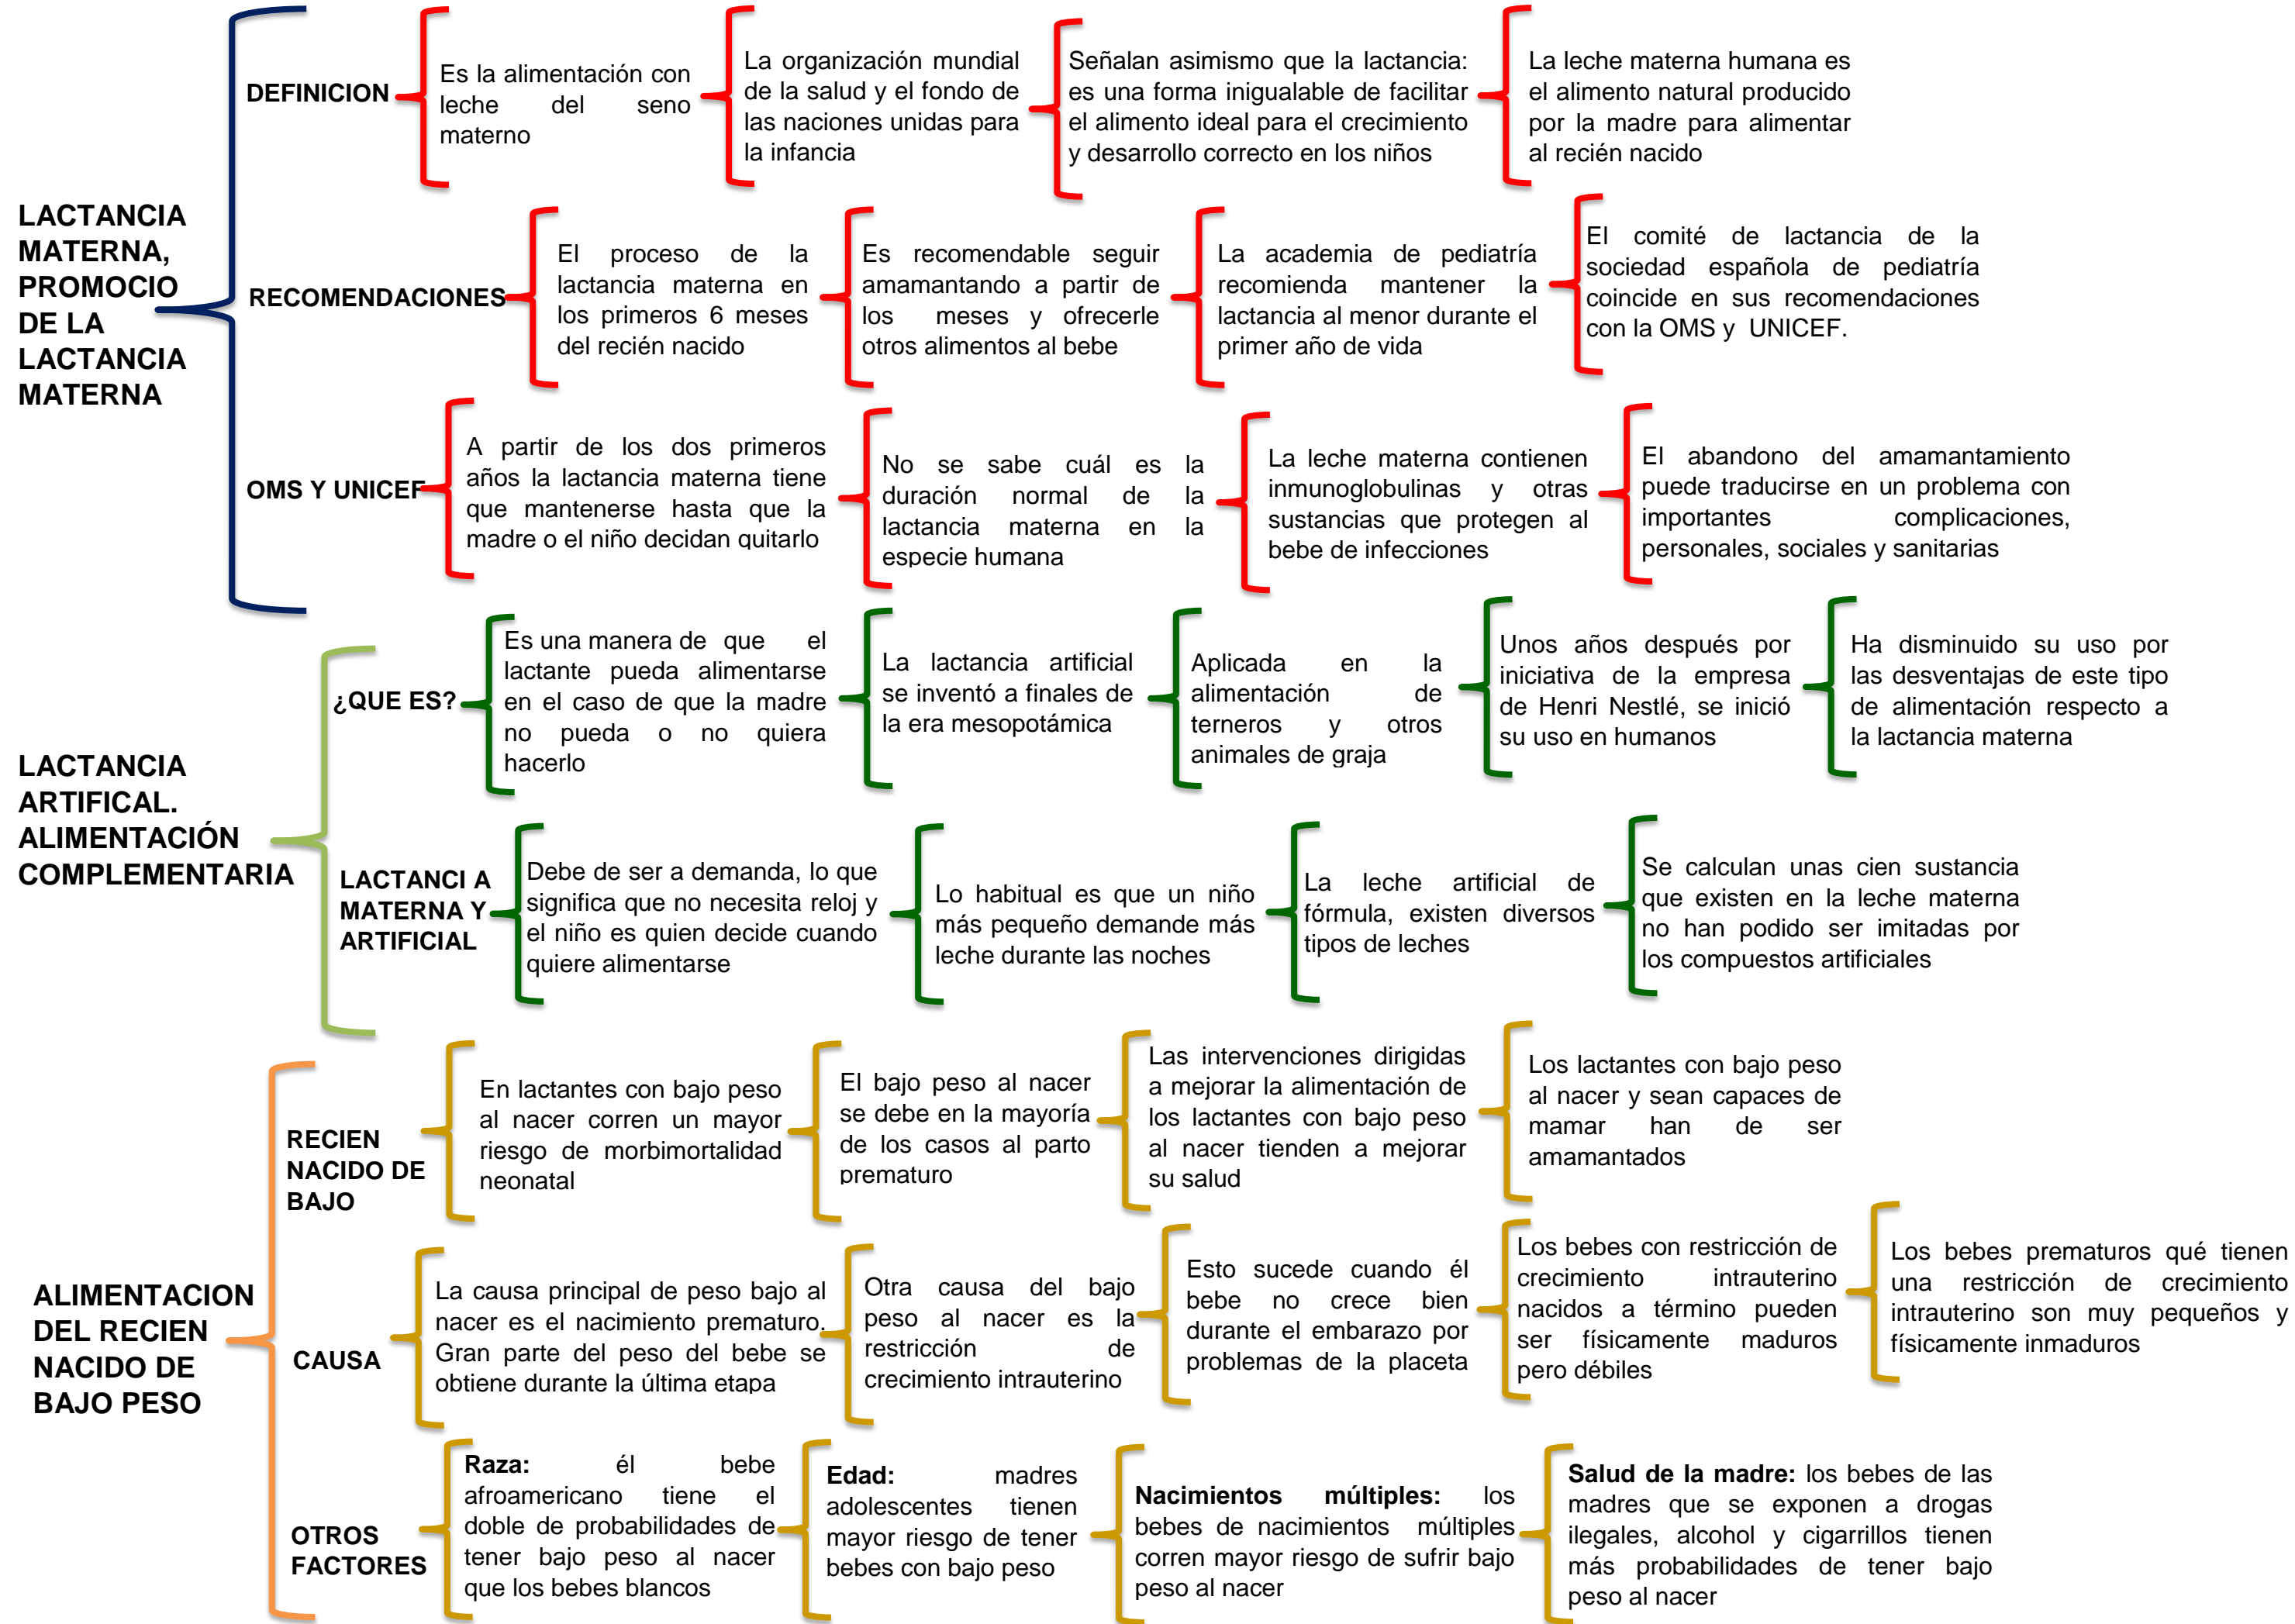 LACTANCIA
MATERNA,
PROMOCIO
DE LA
LACTANCIA
MATERNA
DEFINICION
Es la alimentación con
leche del seno
materno
La organización mundial
de la salud y el fondo de
las naciones unidas para
la infancia
Señalan asimismo que la lactancia:
es una forma inigualable de facilitar
el alimento ideal para el crecimiento
y desarrollo correcto en los niños
La leche materna humana es
el alimento natural producido
por la madre para alimentar
al recién nacido
RECOMENDACIONES
El proceso de la
lactancia materna en
los primeros 6 meses
del recién nacido
Es recomendable seguir
amamantando a partir de
los meses y ofrecerle
otros alimentos al bebe
La academia de pediatría
recomienda mantener la
lactancia al menor durante el
primer año de vida
El comité de lactancia de la
sociedad española de pediatría
coincide en sus recomendaciones
con la OMS y UNICEF.
OMS Y UNICEF
A partir de los dos primeros
años la lactancia materna tiene
que mantenerse hasta que la
madre o el niño decidan quitarlo
No se sabe cuál es la
duración normal de la
lactancia materna en la
especie humana
La leche materna contienen
inmunoglobulinas y otras
sustancias que protegen al
bebe de infecciones
El abandono del amamantamiento
puede traducirse en un problema con
importantes complicaciones,
personales, sociales y sanitarias
LACTANCIA
ARTIFICAL.
ALIMENTACIÓN
COMPLEMENTARIA
¿QUE ES?
Es una manera de que el
lactante pueda alimentarse
en el caso de que la madre
no pueda o no quiera
hacerlo
La lactancia artificial
se inventó a finales de
la era mesopotámica
Aplicada en la
alimentación de
terneros y otros
animales de graja
Unos años después por
iniciativa de la empresa
de Henri Nestlé, se inició
su uso en humanos
Ha disminuido su uso por
las desventajas de este tipo
de alimentación respecto a
la lactancia materna
LACTANCI A
MATERNA Y
ARTIFICIAL
Debe de ser a demanda, lo que
significa que no necesita reloj y
el niño es quien decide cuando
quiere alimentarse
Lo habitual es que un niño
más pequeño demande más
leche durante las noches
La leche artificial de
fórmula, existen diversos
tipos de leches
Se calculan unas cien sustancia
que existen en la leche materna
no han podido ser imitadas por
los compuestos artificiales
ALIMENTACION
DEL RECIEN
NACIDO DE
BAJO PESO
RECIEN
NACIDO DE
BAJO
En lactantes con bajo peso
al nacer corren un mayor
riesgo de morbimortalidad
neonatal
El bajo peso al nacer
se debe en la mayoría
de los casos al parto
prematuro
Las intervenciones dirigidas
a mejorar la alimentación de
los lactantes con bajo peso
al nacer tienden a mejorar
su salud
Los lactantes con bajo peso
al nacer y sean capaces de
mamar han de ser
amamantados
CAUSA
La causa principal de peso bajo al
nacer es el nacimiento prematuro.
Gran parte del peso del bebe se
obtiene durante la última etapa
Otra causa del bajo
peso al nacer es la
restricción de
crecimiento intrauterino
Esto sucede cuando él
bebe no crece bien
durante el embarazo por
problemas de la placeta
Los bebes con restricción de
crecimiento intrauterino
nacidos a término pueden
ser físicamente maduros
pero débiles
Los bebes prematuros qué tienen
una restricción de crecimiento
intrauterino son muy pequeños y
físicamente inmaduros
OTROS
FACTORES
Raza: él bebe
afroamericano tiene el
doble de probabilidades de
tener bajo peso al nacer
que los bebes blancos
Edad: madres
adolescentes tienen
mayor riesgo de tener
bebes con bajo peso
Nacimientos múltiples: los
bebes de nacimientos múltiples
corren mayor riesgo de sufrir bajo
peso al nacer
Salud de la madre: los bebes de las
madres que se exponen a drogas
ilegales, alcohol y cigarrillos tienen
más probabilidades de tener bajo
peso al nacer